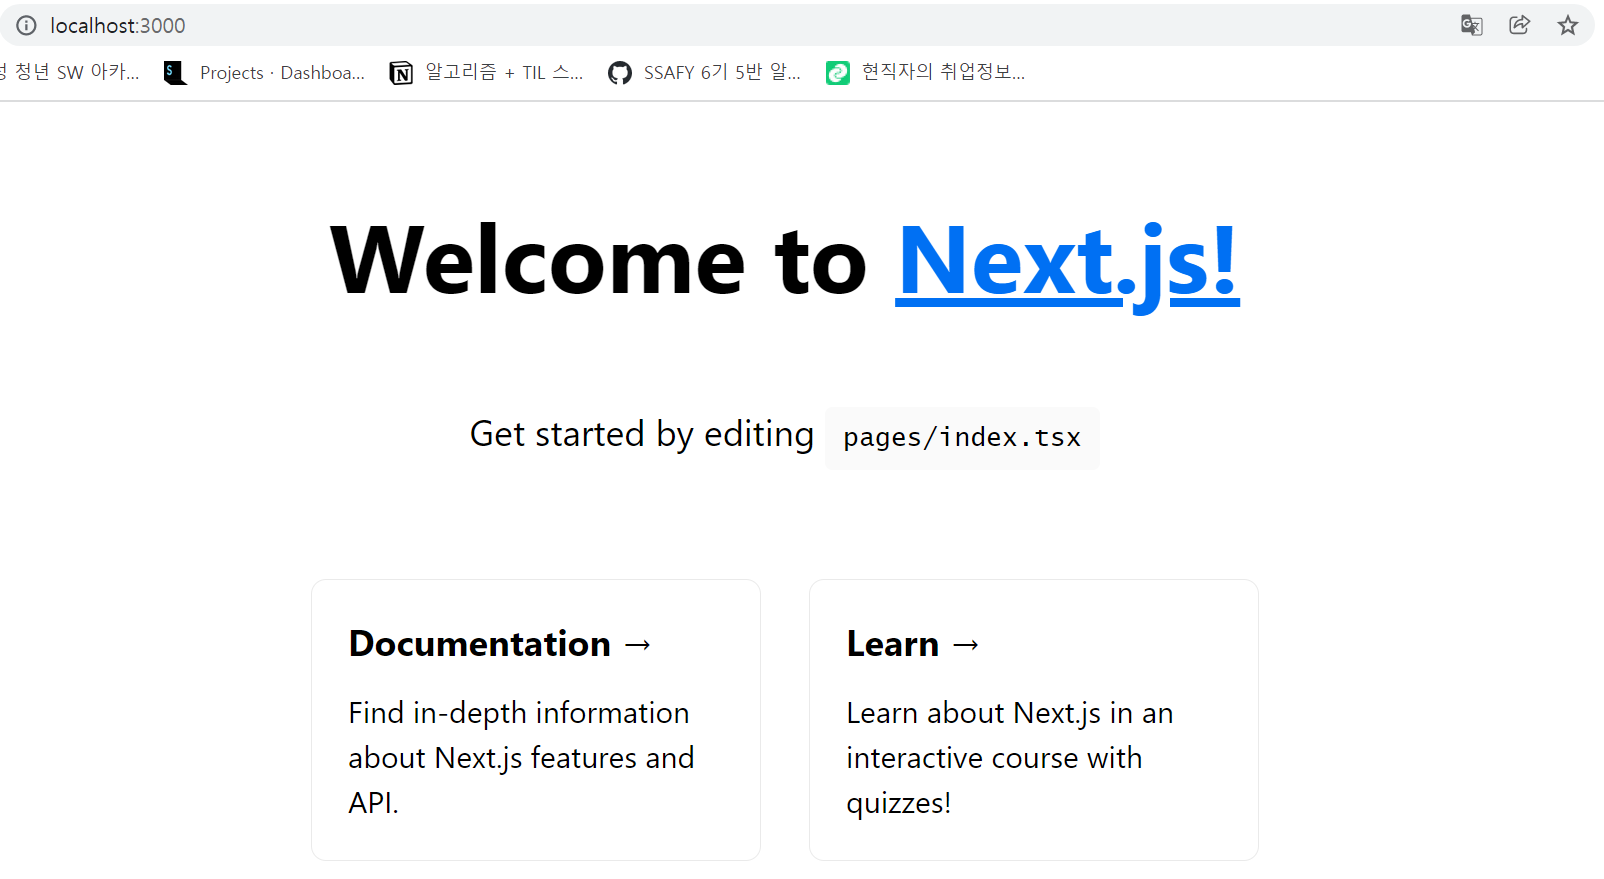 localhost:3000
청년 SW 아카... Projects · Dashboa... 알고리즘 + TIL 스... SSAFY 6기 5반 알... 현직자의 취업정보...
Welcome to Next.js!
Get started by editing pages/index.tsx
Documentation →
Find in-depth information
about Next.js features and
API.
Learn →
Learn about Next.js in an
interactive course with
quizzes!